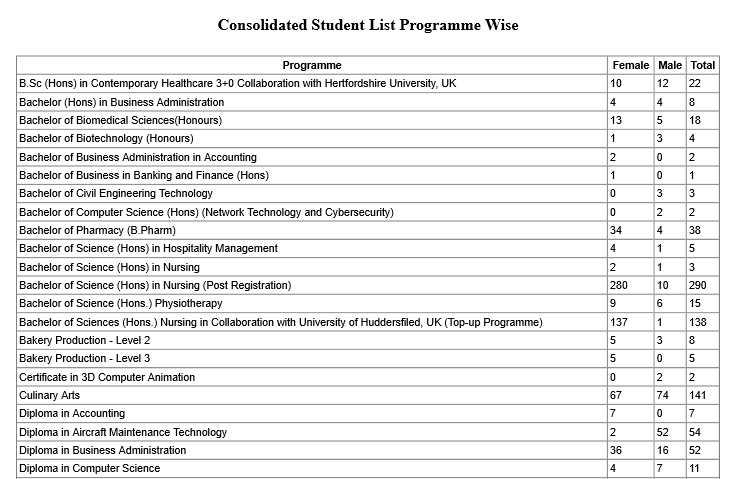 Consolidated Student List Programme Wise
Programme Female Male Total
B.Sc (Hons) in Contemporary Healthcare 3+0 Collaboration with Hertfordshire University, UK 10 12 22
Bachelor (Hons) in Business Administration 4 4 8
Bachelor of Biomedical Sciences(Honours) 13 5 18
Bachelor of Biotechnology (Honours) 1 3 4
Bachelor of Business Administration in Accounting 2 0 2
Bachelor of Business in Banking and Finance (Hons) 1 0 1
Bachelor of Civil Engineering Technology 0 3 3
Bachelor of Computer Science (Hons) (Network Technology and Cybersecurity) 0 2 2
Bachelor of Pharmacy (B.Pharm) 34 4 38
Bachelor of Science (Hons) in Hospitality Management 4 1 5
Bachelor of Science (Hons) in Nursing 2 1 3
Bachelor of Science (Hons) in Nursing (Post Registration) 280 10 290
Bachelor of Science (Hons.) Physiotherapy 9 6 15
Bachelor of Sciences (Hons.) Nursing in Collaboration with University of Huddersfiled, UK (Top-up Programme) 137 1 138
Bakery Production - Level 2 5 3 8
Bakery Production - Level 3 5 0 5
Certificate in 3D Computer Animation 0 2 2
Culinary Arts 67 74 141
Diploma in Accounting 7 0 7
Diploma in Aircraft Maintenance Technology 2 52 54
Diploma in Business Administration 36 16 52
Diploma in Computer Science 4 7 11